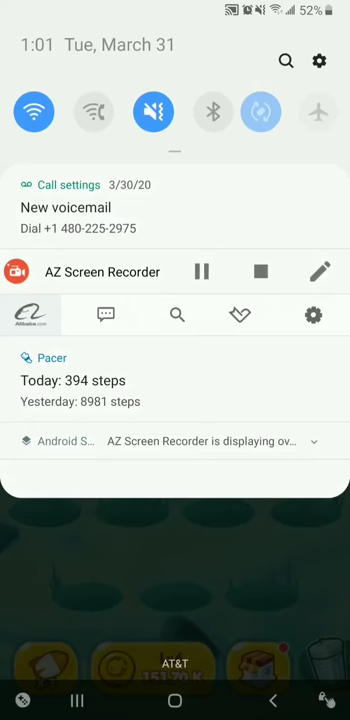 52%
1:01 Tue, March 31
Call settings 3/30/20
New voicemail
Dial +1 480-225-2975
AZ Screen Recorder
Alibaba.com
Pacer
Today: 394 steps
Yesterday: 8981 steps
Android S... AZ Screen Recorder is displaying ov...
AT&T